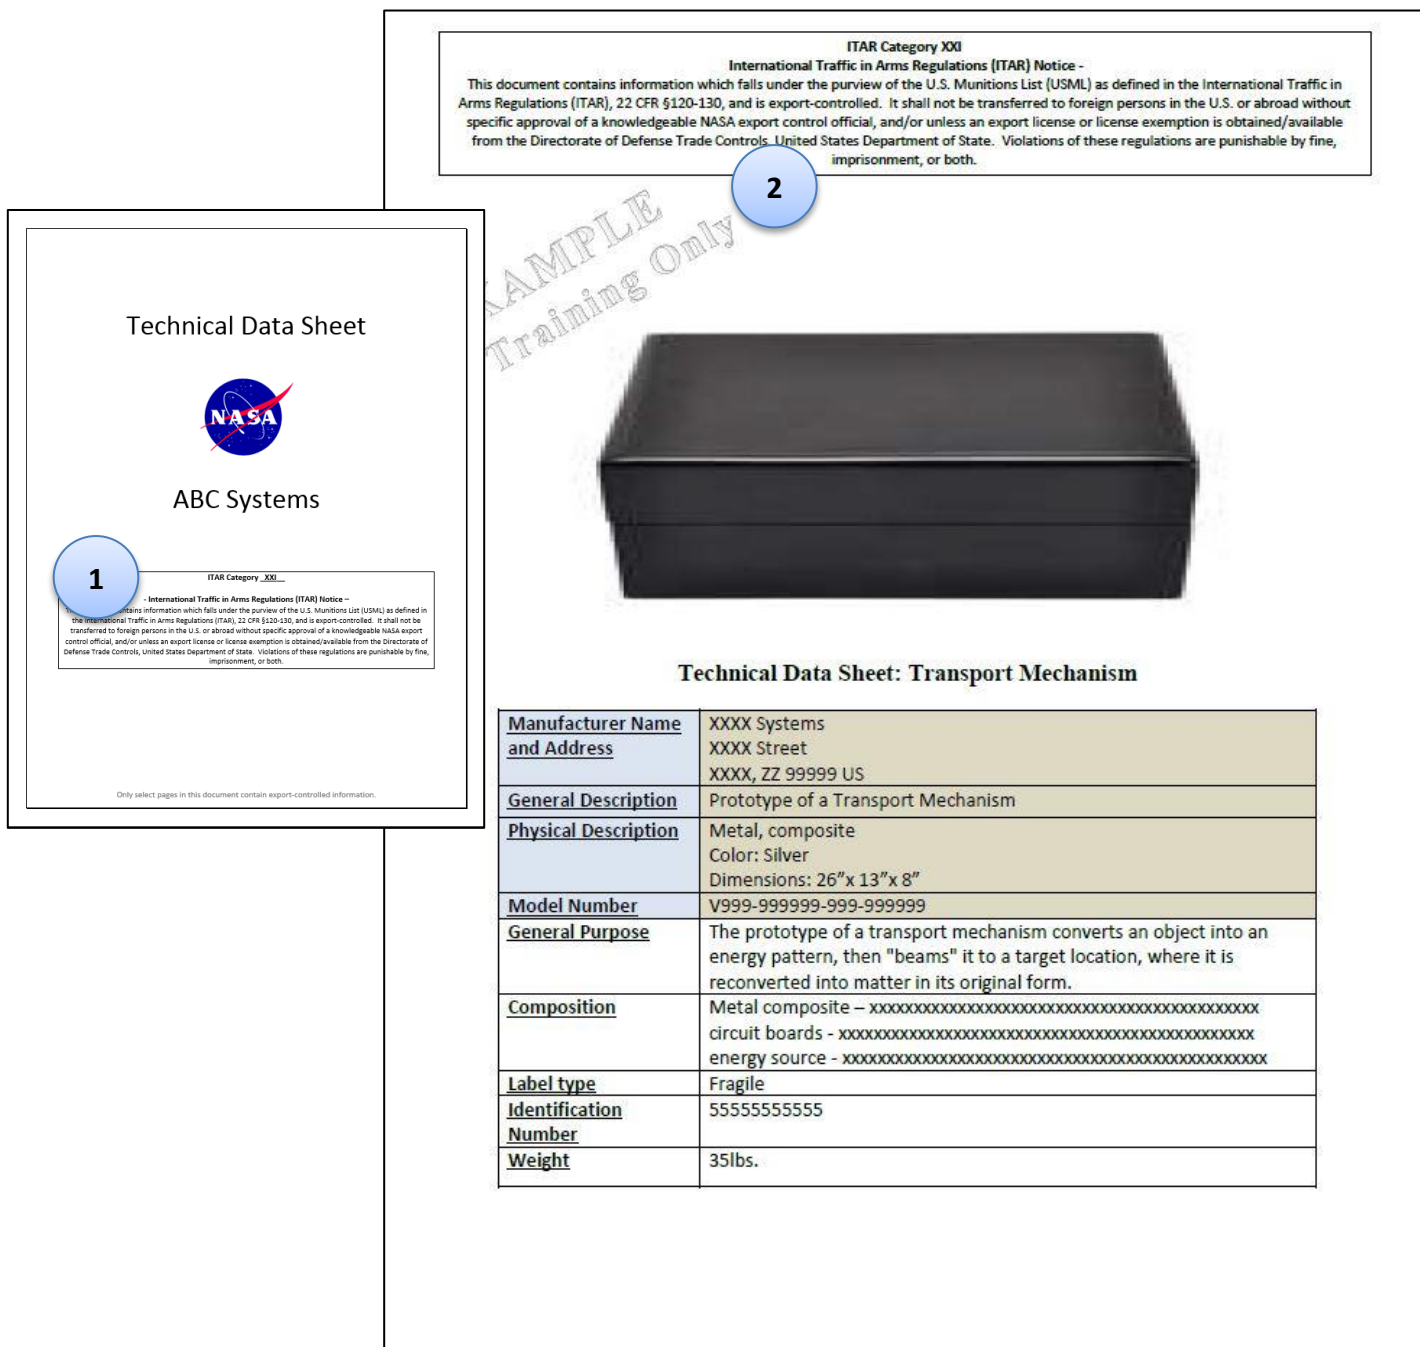 ITAR Category XXI
International Traffic in Arms Regulations (ITAR) Notice -
This document contains information which falls under the purview of the U.S. Munitions List (USML) as defined in the International Traffic in
Arms Regulations (ITAR), 22 CFR §120-130, and is export-controlled. It shall not be transferred to foreign persons in the U.S. or abroad without
specific approval of a knowledgeable NASA export control official, and/or unless an export license or license exemption is obtained/available
from the Directorate of Defense Trade Controls, United States Department of State. Violations of these regulations are punishable by fine,
imprisonment, or both.
2
Training Only
Technical Data Sheet
NASA
ABC Systems
1
ITAR Category _XXI_
- International Traffic in Arms Regulations (ITAR) Notice –
information which falls under the purview of the U.S. Munitions List (USML) as defined in
the International Traffic in Arms Regulations (ITAR), 22 CFR §120-130, and is export-controlled. It shall not be
transferred to foreign persons in the U.S. or abroad without specific approval of a knowledgeable NASA export
control official, and/or unless an export license or license exemption is obtained/available from the Directorate of
Defense Trade Controls, United States Department of State. Violations of these regulations are punishable by fine,
imprisonment, or both.
Only select pages in this document contain export-controlled information.
Technical Data Sheet: Transport Mechanism
Manufacturer Name and Address
XXXX Systems
XXXX Street
XXXX, ZZ 99999 US
General Description
Prototype of a Transport Mechanism
Physical Description
Metal, composite
Color: Silver
Dimensions: 26”x 13”x 8”
Model Number
V999-999999-999-999999
General Purpose
The prototype of a transport mechanism converts an object into an
energy pattern, then "beams" it to a target location, where it is
reconverted into matter in its original form.
Composition
Metal composite – xxxxxxxxxxxxxxxxxxxxxxxxxxxxxxxxxxxxxxxxxxxx
circuit boards - xxxxxxxxxxxxxxxxxxxxxxxxxxxxxxxxxxxxxxxxxxxxxxx
energy source - xxxxxxxxxxxxxxxxxxxxxxxxxxxxxxxxxxxxxxxxxxxxxxxx
Label type
Fragile
Identification Number
55555555555
Weight
35lbs.